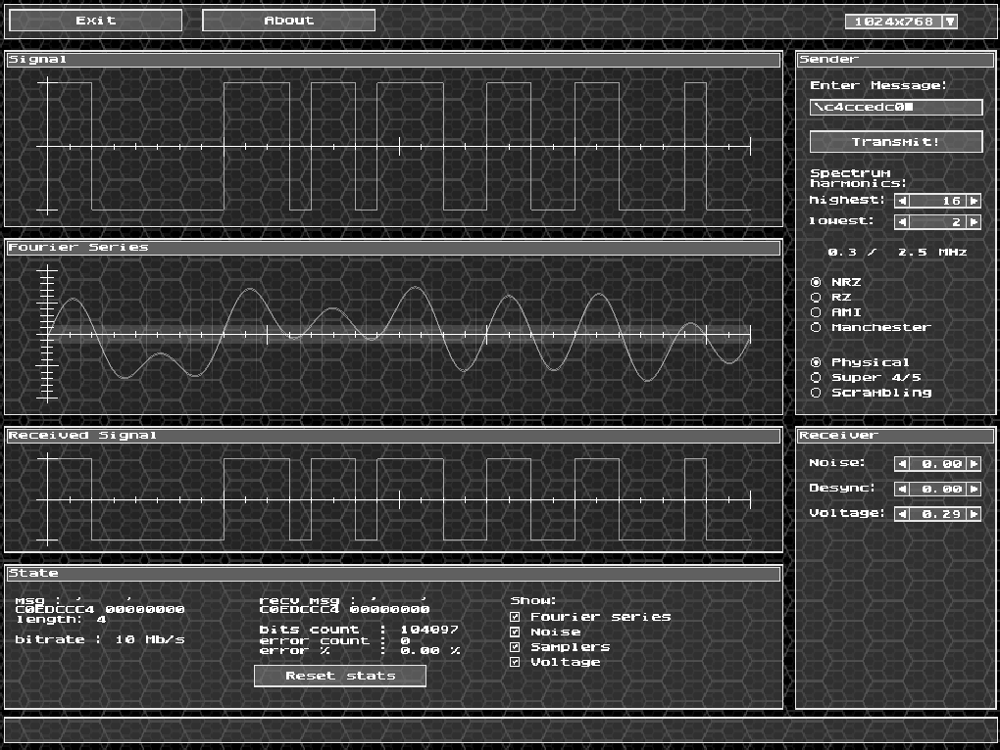 Exit
About
1024x768
Signal
Sender
Enter Message:
\c4ccedc0
Transmit!
Spectrum
harmonics:
highest: 16
lowest: 2
0.3 / 2.5 MHz
NRZ
RZ
AMI
Manchester
Physical
Super 4/5
Scrambling
Fourier Series
Received Signal
Receiver
Noise: 0.00
Desync: 0.00
Voltage: 0.29
State
msg : '    '
C0EDCCC4 00000000
length: 4
bitrate : 10 Mb/s
recv msg : '    '
C0EDCCC4 00000000
bits count : 104097
error count : 0
error % : 0.00 %
Reset stats
Show:
Fourier series
Noise
Samplers
Voltage